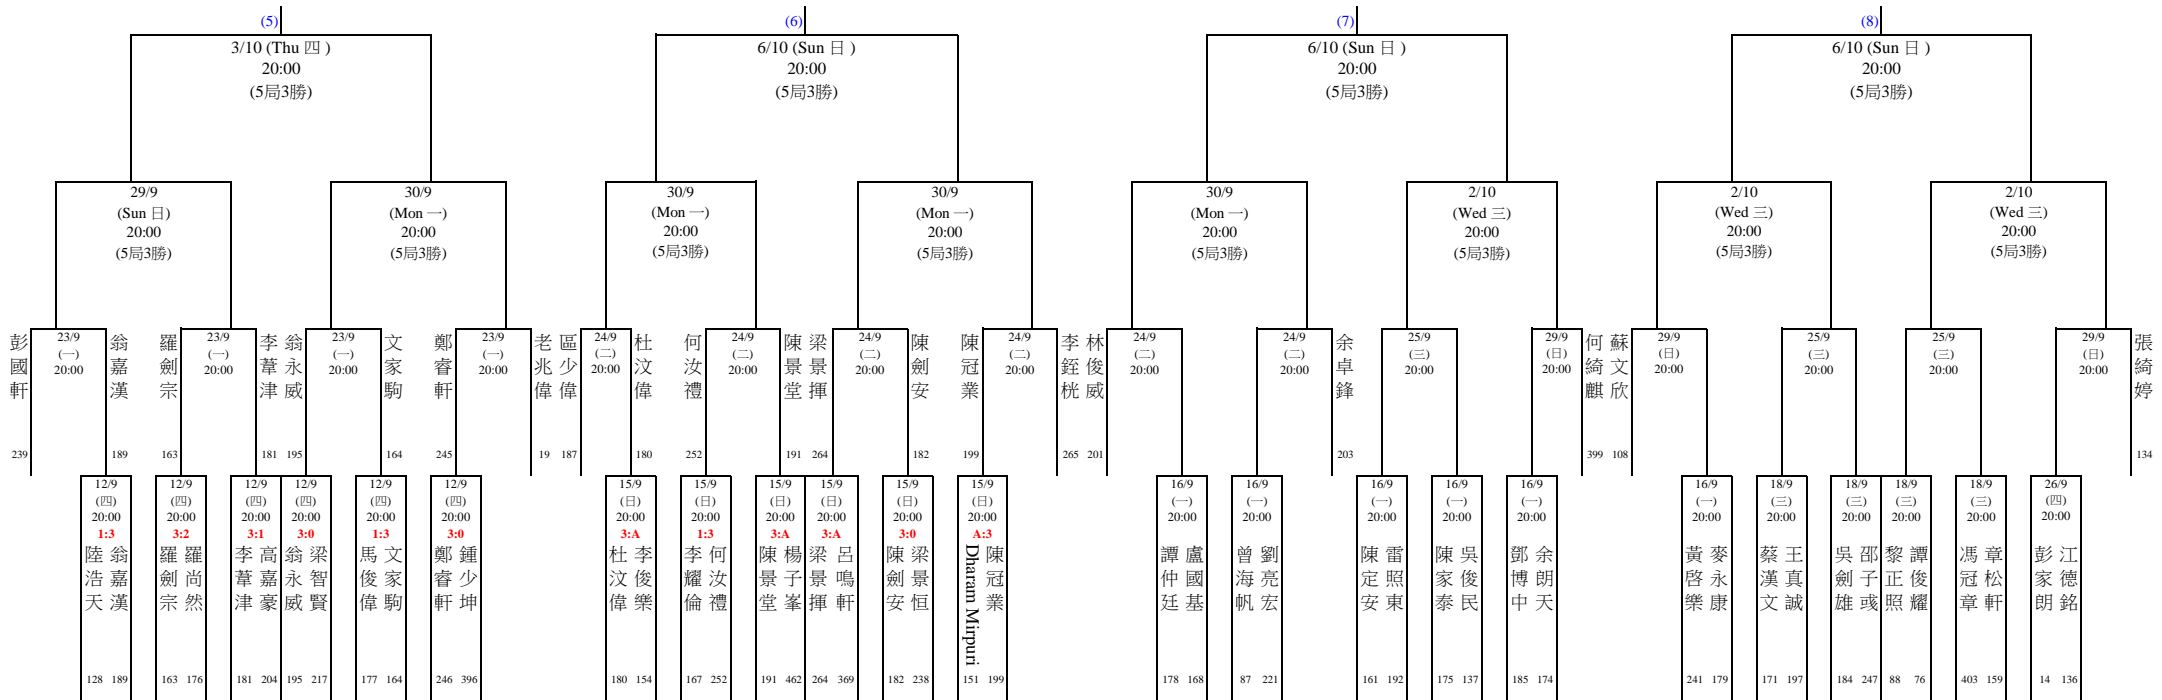 (5)
(6)
(7)
(8)
3/10 (Thu 四 )
20:00
(5局3勝)
6/10 (Sun 日 )
20:00
(5局3勝)
6/10 (Sun 日 )
20:00
(5局3勝)
6/10 (Sun 日 )
20:00
(5局3勝)
29/9
(Sun 日)
20:00
(5局3勝)
30/9
(Mon 一)
20:00
(5局3勝)
30/9
(Mon 一)
20:00
(5局3勝)
30/9
(Mon 一)
20:00
(5局3勝)
30/9
(Mon 一)
20:00
(5局3勝)
2/10
(Wed 三)
20:00
(5局3勝)
2/10
(Wed 三)
20:00
(5局3勝)
2/10
(Wed 三)
20:00
(5局3勝)
彭國軒
239
23/9
(一)
20:00
翁嘉漢
189
羅劍宗
163
23/9
(一)
20:00
李葦津
181
翁永威
195
23/9
(一)
20:00
文家駒
164
鄭睿軒
245
23/9
(一)
20:00
老兆偉
19
區少偉
187
24/9
(二)
20:00
杜汶偉
180
何汝禮
252
24/9
(二)
20:00
陳景堂
191
梁景揮
264
24/9
(二)
20:00
陳劍安
182
陳冠業
199
24/9
(二)
20:00
李銍桄
265
林俊威
201
24/9
(二)
20:00
24/9
(二)
20:00
余卓鋒
203
25/9
(三)
20:00
29/9
(日)
20:00
何綺麒
399
蘇文欣
108
29/9
(日)
20:00
25/9
(三)
20:00
25/9
(三)
20:00
29/9
(日)
20:00
張綺婷
134
12/9
(四)
20:00
1:3
陸浩天
翁嘉漢
128 189
12/9
(四)
20:00
3:2
羅劍宗
羅尚然
163 176
12/9
(四)
20:00
3:1
李葦津
高嘉豪
181 204
12/9
(四)
20:00
3:0
翁永威
梁智賢
195 217
12/9
(四)
20:00
1:3
馬俊偉
文家駒
177 164
12/9
(四)
20:00
3:0
鄭睿軒
鍾少坤
246 396
15/9
(日)
20:00
3:A
杜汶偉
李俊樂
180 154
15/9
(日)
20:00
1:3
李耀倫
何汝禮
167 252
15/9
(日)
20:00
3:A
陳景堂
楊子峯
191 462
15/9
(日)
20:00
3:A
梁景揮
呂鳴軒
264 369
15/9
(日)
20:00
3:0
陳劍安
梁景恒
182 238
15/9
(日)
20:00
A:3
Dharam Mirpuri
陳冠業
151 199
16/9
(一)
20:00
譚仲廷
盧國基
178 168
16/9
(一)
20:00
曾海帆
劉亮宏
87 221
16/9
(一)
20:00
陳定安
雷照東
161 192
16/9
(一)
20:00
陳家泰
吳俊民
175 137
16/9
(一)
20:00
鄧博中
余朗天
185 174
16/9
(一)
20:00
黃啓樂
麥永康
241 179
18/9
(三)
20:00
蔡漢文
王真誠
171 197
18/9
(三)
20:00
吳劍雄
邵子彧
184 247
18/9
(三)
20:00
黎正照
譚俊耀
88 76
18/9
(三)
20:00
馮冠章
章松軒
403 159
26/9
(四)
20:00
彭家朗
江德銘
14 136